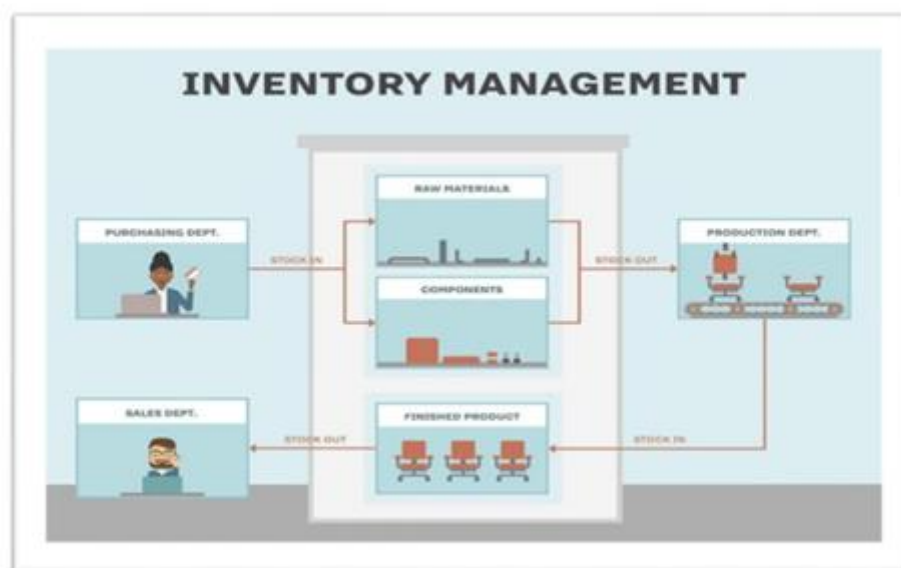 INVENTORY MANAGEMENT
RAW MATERIALS
PURCHASING DEPT.
PRODUCTION DEPT.
STOCK IN
STOCK OUT
COMPONENTS
SALES DEPT.
FINISHED PRODUCT
STOCK OUT
STOCK IN